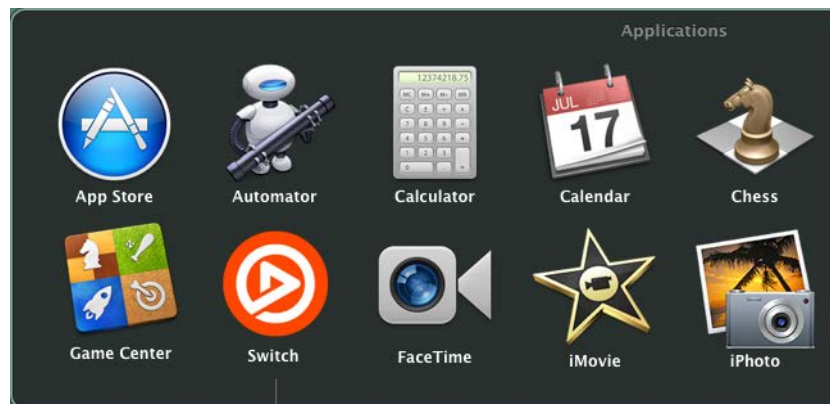 Applications
12374218.75
JUL
17
App Store
Automator
Calculator
Calendar
Chess
Game Center
Switch
FaceTime
iMovie
iPhoto